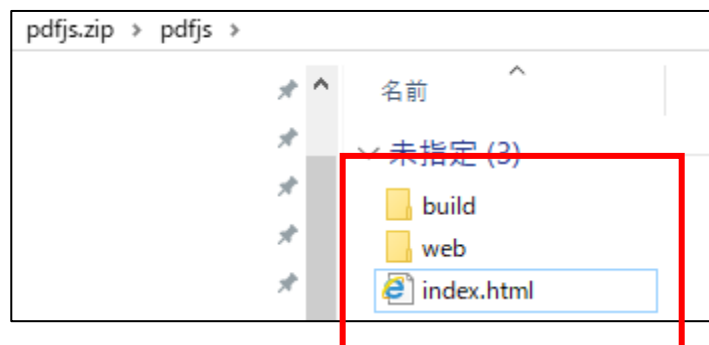 pdfjs.zip > pdfjs >
名前
未指定 (3)
build
web
index.html